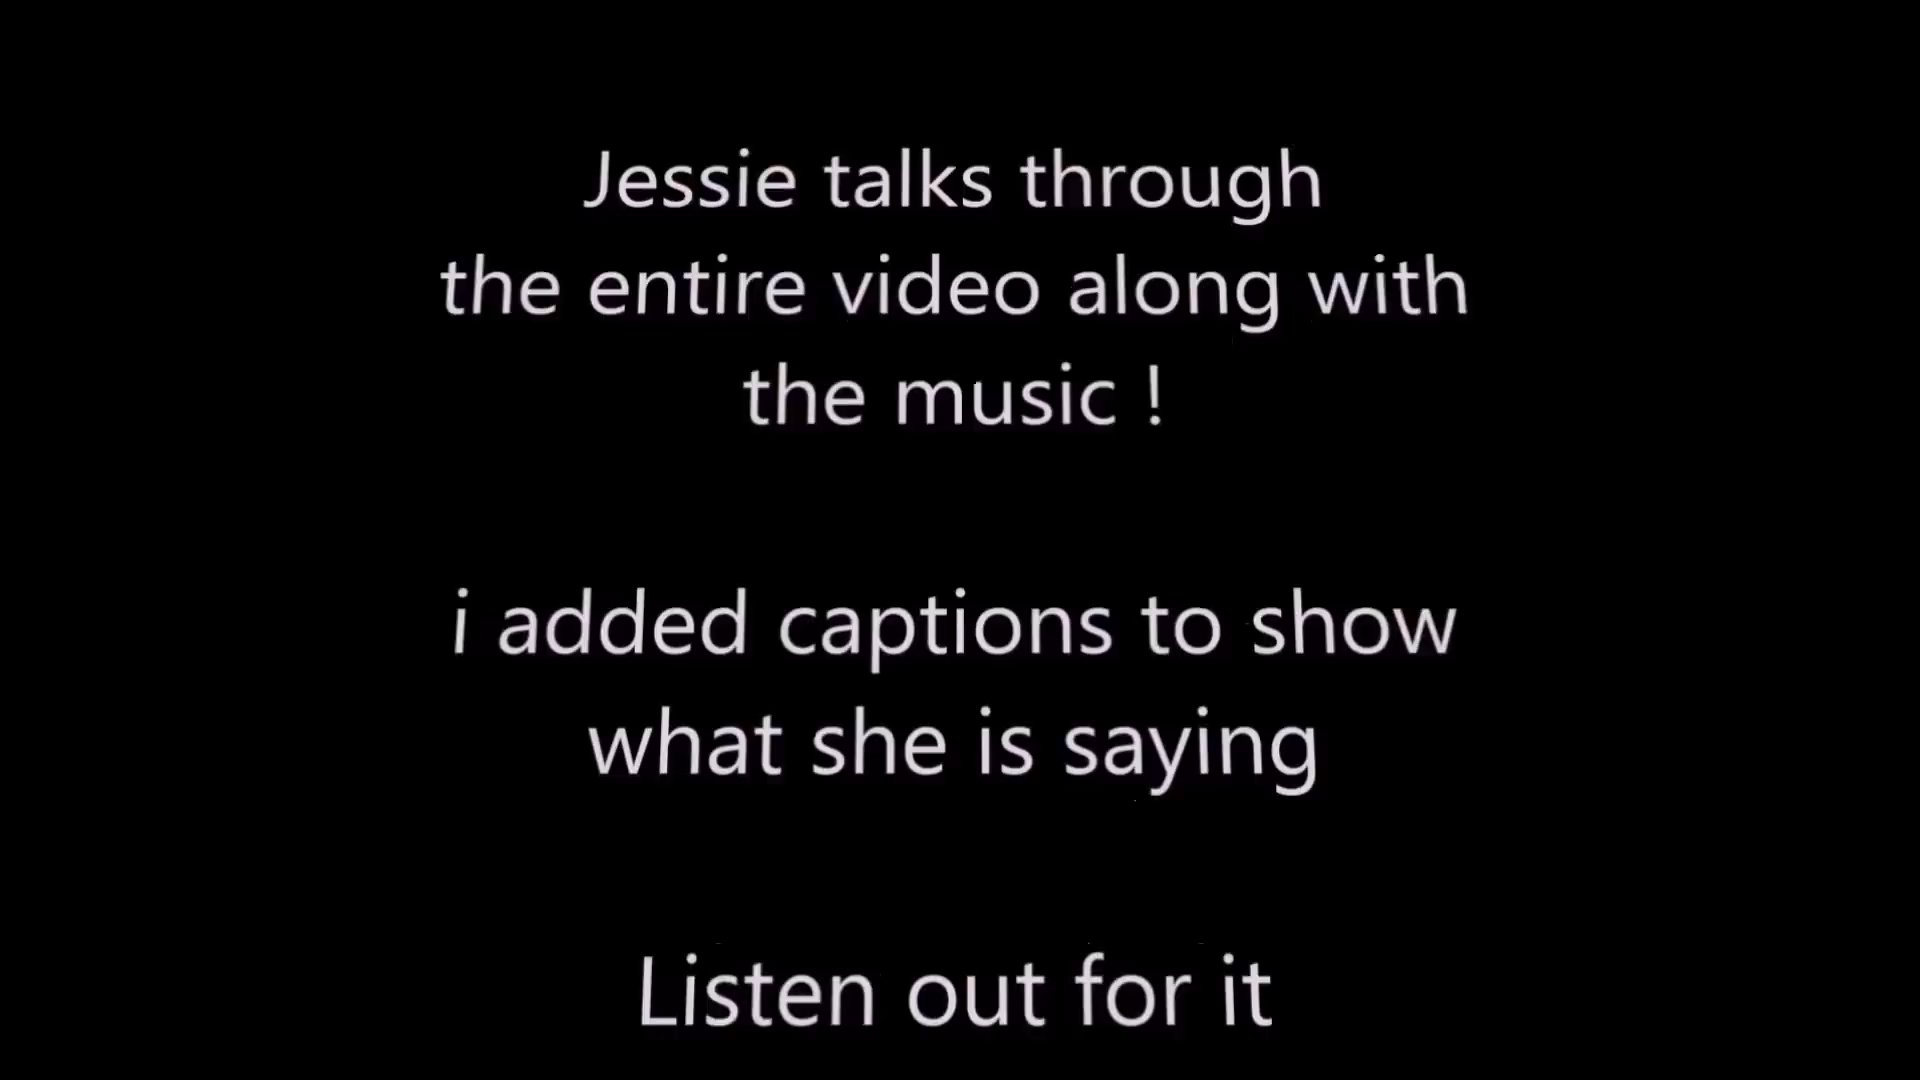 Jessie talks through
the entire video along with
the music !
i added captions to show
what she is saying
Listen out for it